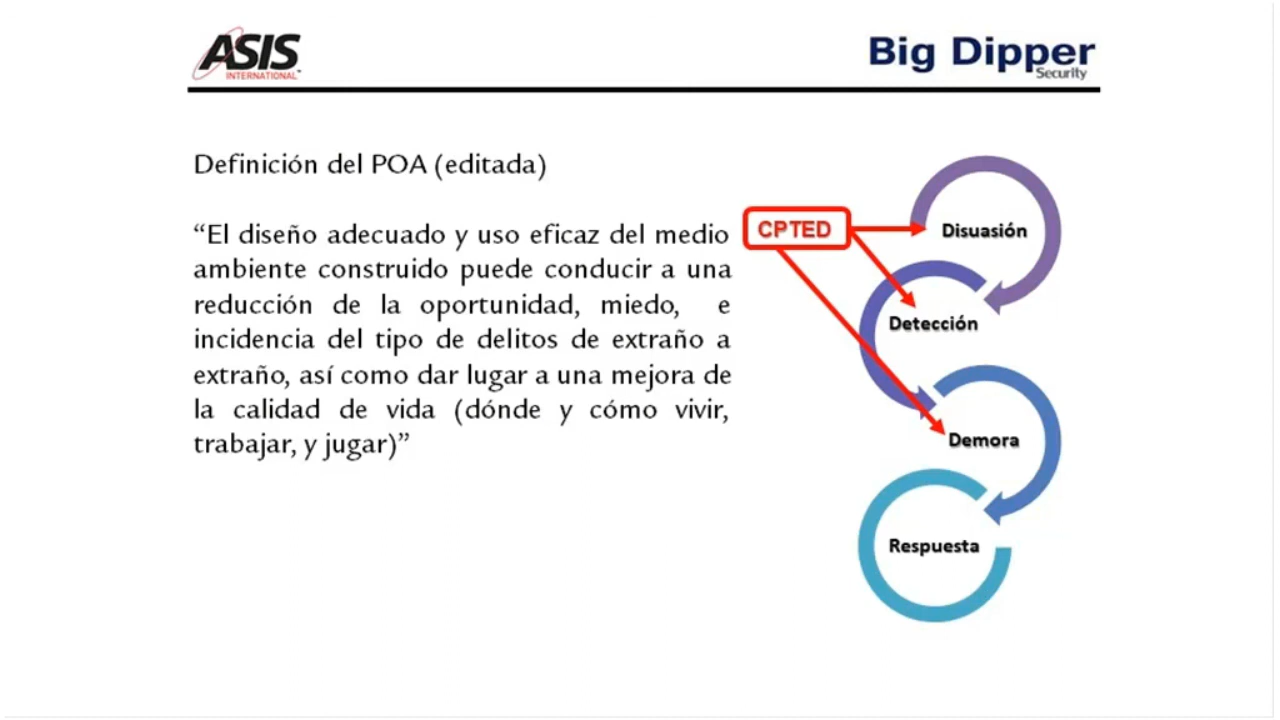 ASIS
INTERNATIONAL™
Big Dipper
Security
Definición del POA (editada)
“El diseño adecuado y uso eficaz del medio
ambiente construido puede conducir a una
reducción de la oportunidad, miedo, e
incidencia del tipo de delitos de extraño a
extraño, así como dar lugar a una mejora de
la calidad de vida (dónde y cómo vivir,
trabajar, y jugar)”
CPTED
Disuasión
Detección
Demora
Respuesta